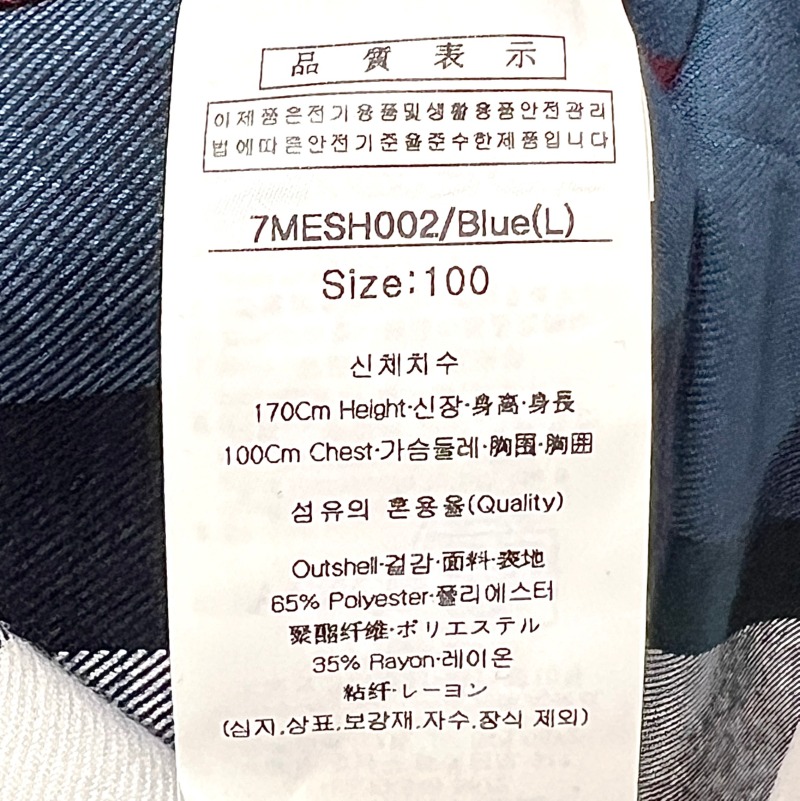 品質表示
이제품은전기용품및생활용품안전관리
법에따른안전기준을준수한제품입니다
7MESH002/Blue(L)
Size:100
신체치수
170Cm Height·신장·身高·身長
100Cm Chest·가슴둘레·胸围·胸囲
섬유의 혼용율(Quality)
Outshell·겉감·面料·表地
65% Polyester·폴리에스터
聚酯纤维·ポリエステル
35% Rayon·레이온
粘纤·レーヨン
(심지,상표,보강재,자수,장식 제외)